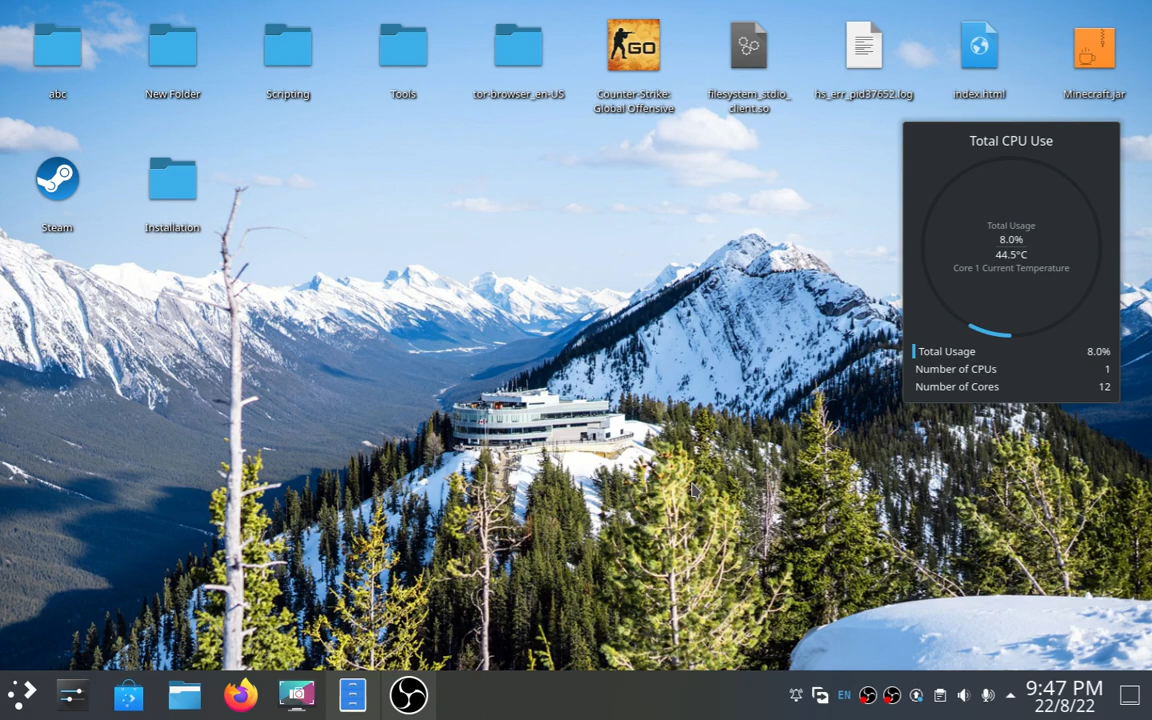 abc
New Folder
Scripting
Tools
tor-browser_en-US
GO
Counter-Strike:
Global Offensive
filesystem_stdio_
client.so
hs_err_pid37652.log
index.html
Minecraft.jar
Steam
Installation
Total CPU Use
Total Usage
8.0%
44.5°C
Core 1 Current Temperature
Total Usage 8.0%
Number of CPUs 1
Number of Cores 12
EN
9:47 PM
22/8/22